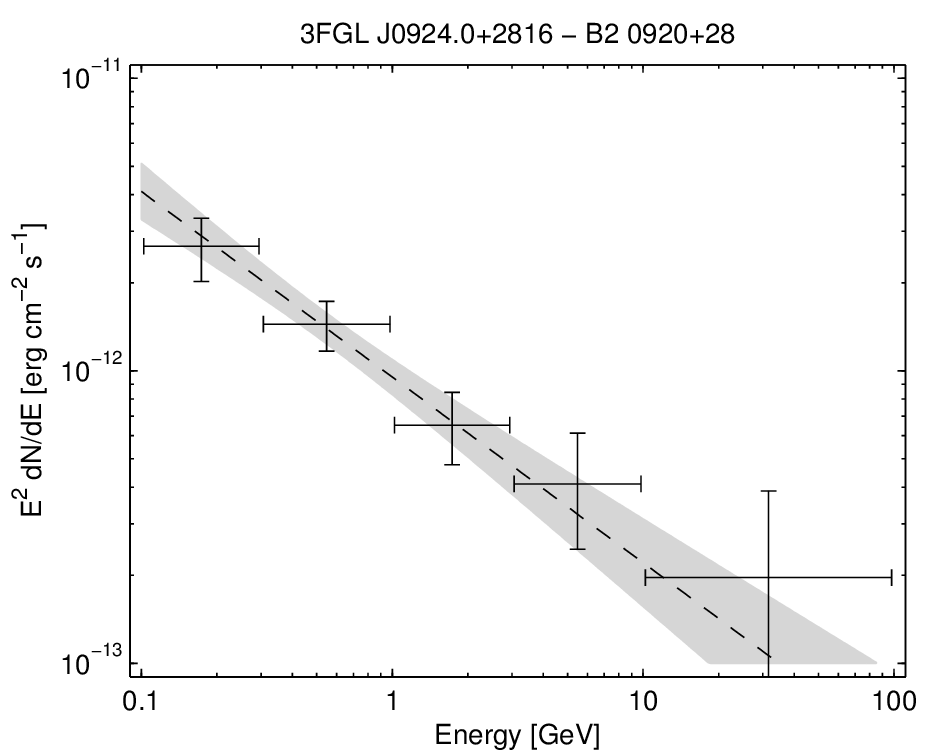 3FGL J0924.0+2816 − B2 0920+28
10⁻¹¹
10⁻¹²
10⁻¹³
E² dN/dE [erg cm⁻² s⁻¹]
0.1 1 10 100
Energy [GeV]